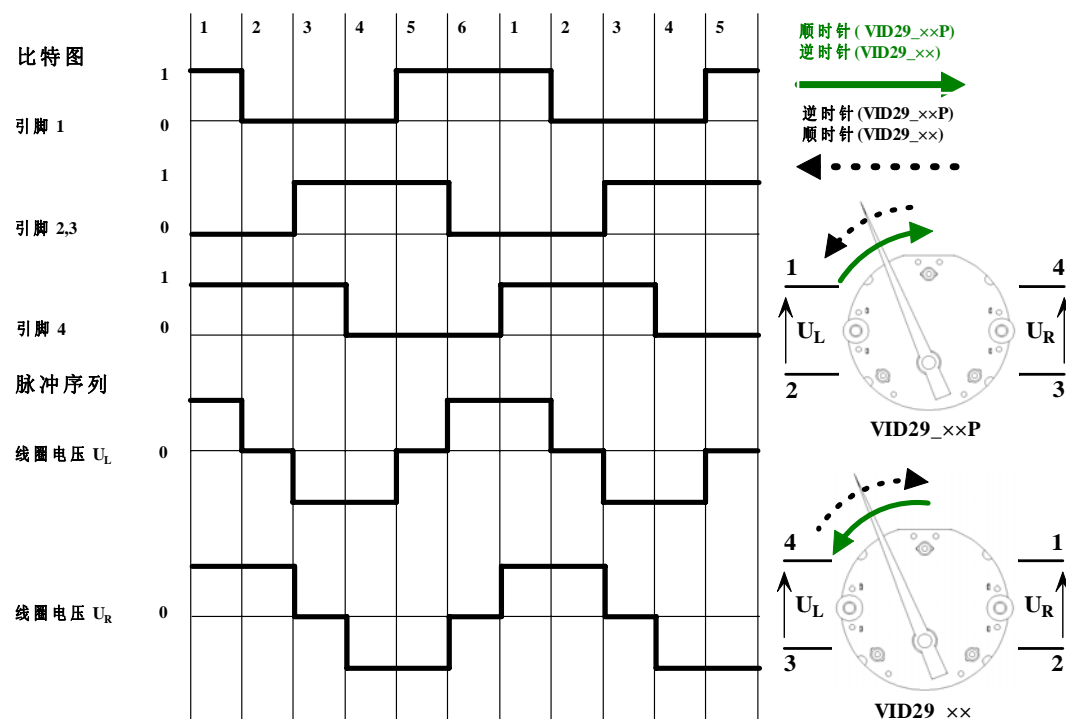 1 2 3 4 5 6 1 2 4 5
比特图
1
引脚 1
0
1
引脚 2,3
0
1
引脚 4
0
脉冲序列
线圈电压 UL
0
线圈电压 UR
0
顺时针( VID29_××P)
逆时针(VID29_××)
逆时针(VID29_××P)
顺时针(VID29_××)
1
4
UL
UR
2
3
VID29_××P
4
1
UL
UR
3
2
VID29_××